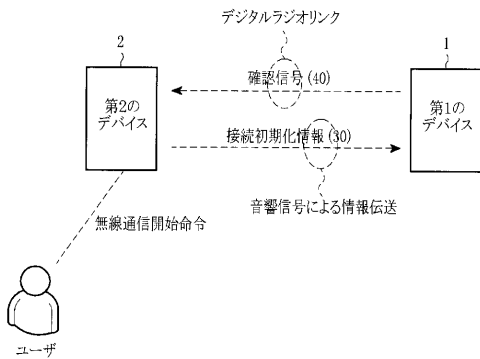 デジタルラジオリンク
2
1
確認信号(40)
第2の
デバイス
第1の
デバイス
接続初期化情報(30)
音響信号による情報伝送
無線通信開始命令
ユーザ